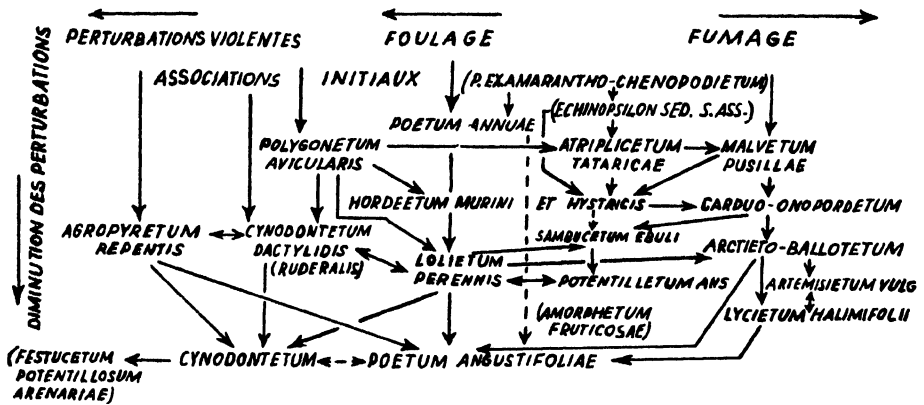 PERTURBATIONS VIOLENTES FOULAGE FUMAGE
ASSOCIATIONS INITIAUX
(P. EXAMARANTHO-CHENOPODIETUM)
(ECHINOPSILON SED. S. ASS.)
POETUM ANNUAE
POLYGONETUM AVICULARIS
ATRIPLICETUM TATARICAE
MALVETUM PUSILLAE
HORDEETUM MURINI
ET HYSTRICIS
CARDUO-ONOPORDETUM
AGROPYRETUM REPENTIS
CYNODONTETUM DACTYLIDIS (RUDERALIS)
SAMBUCETUM EBULI
LOLIETUM PERENNIS
ARCTIETO-BALLOTETUM
POTENTILLETUM ANS
ARTEMISIETUM VULG
(AMORPHETUM FRUTICOSAE)
LYCIETUM HALIMIFOLII
(FESTUCETUM POTENTILLOSUM ARENARIAE)
CYNODONTETUM
POETUM ANGUSTIFOLIAE
DIMINUTION DES PERTURBATIONS